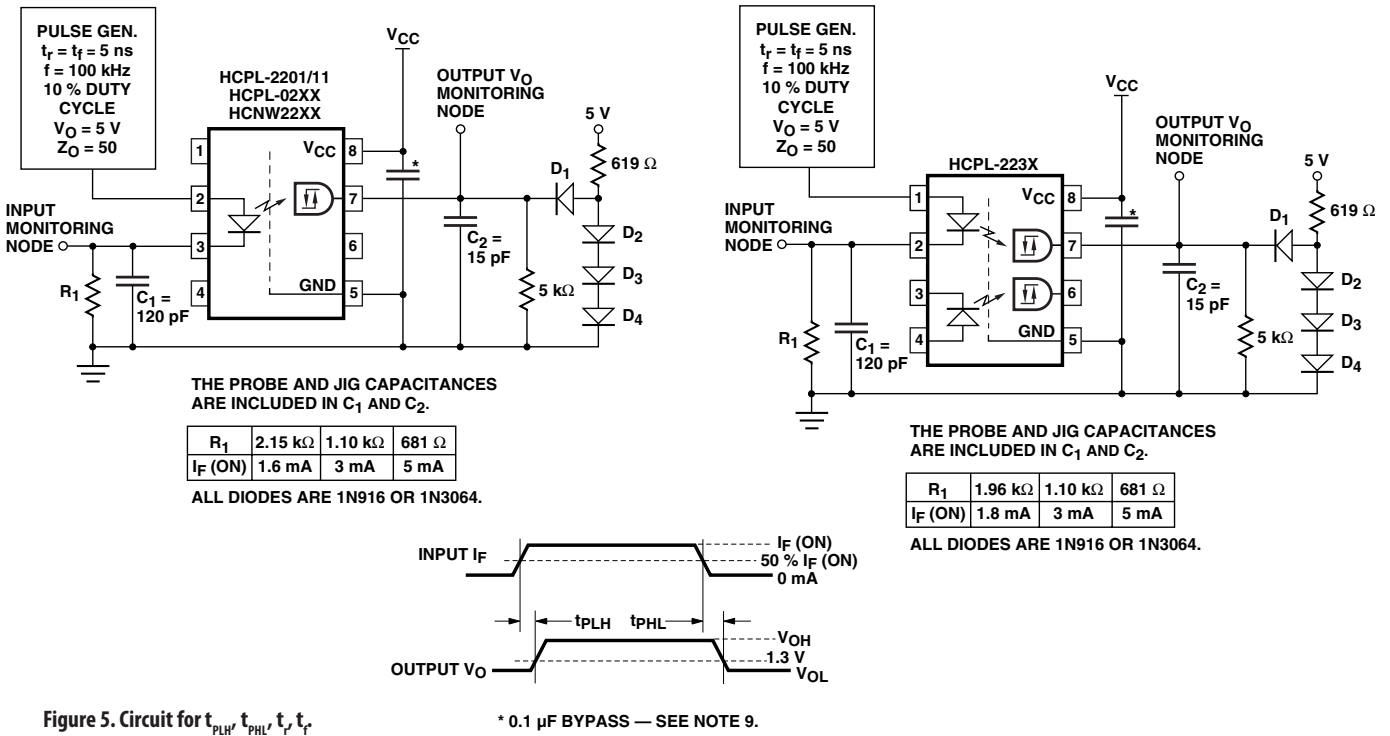 PULSE GEN.
tr = tf = 5 ns
f = 100 kHz
10 % DUTY
CYCLE
VO = 5 V
ZO = 50
HCPL-2201/11
HCPL-02XX
HCNW22XX
VCC
OUTPUT VO
MONITORING
NODE
5 V
619 Ω
D1
1
VCC 8
*
2
7
INPUT
MONITORING
NODE
3
6
C2 =
15 pF
D2
D3
R1
C1 =
120 pF
4
GND 5
5 kΩ
D4
THE PROBE AND JIG CAPACITANCES
ARE INCLUDED IN C1 AND C2.
R1 2.15 kΩ 1.10 kΩ 681 Ω
IF (ON) 1.6 mA 3 mA 5 mA
ALL DIODES ARE 1N916 OR 1N3064.
PULSE GEN.
tr = tf = 5 ns
f = 100 kHz
10 % DUTY
CYCLE
VO = 5 V
ZO = 50
HCPL-223X
VCC
OUTPUT VO
MONITORING
NODE
5 V
619 Ω
D1
1
VCC 8
*
INPUT
MONITORING
NODE
2
7
C2 =
15 pF
D2
3
6
D3
R1
C1 =
120 pF
4
GND 5
5 kΩ
D4
THE PROBE AND JIG CAPACITANCES
ARE INCLUDED IN C1 AND C2.
R1 1.96 kΩ 1.10 kΩ 681 Ω
IF (ON) 1.8 mA 3 mA 5 mA
ALL DIODES ARE 1N916 OR 1N3064.
INPUT IF
IF (ON)
50 % IF (ON)
0 mA
tPLH tPHL
OUTPUT VO
VOH
1.3 V
VOL
Figure 5. Circuit for tPLH, tPHL, tr, tf.
* 0.1 µF BYPASS — SEE NOTE 9.